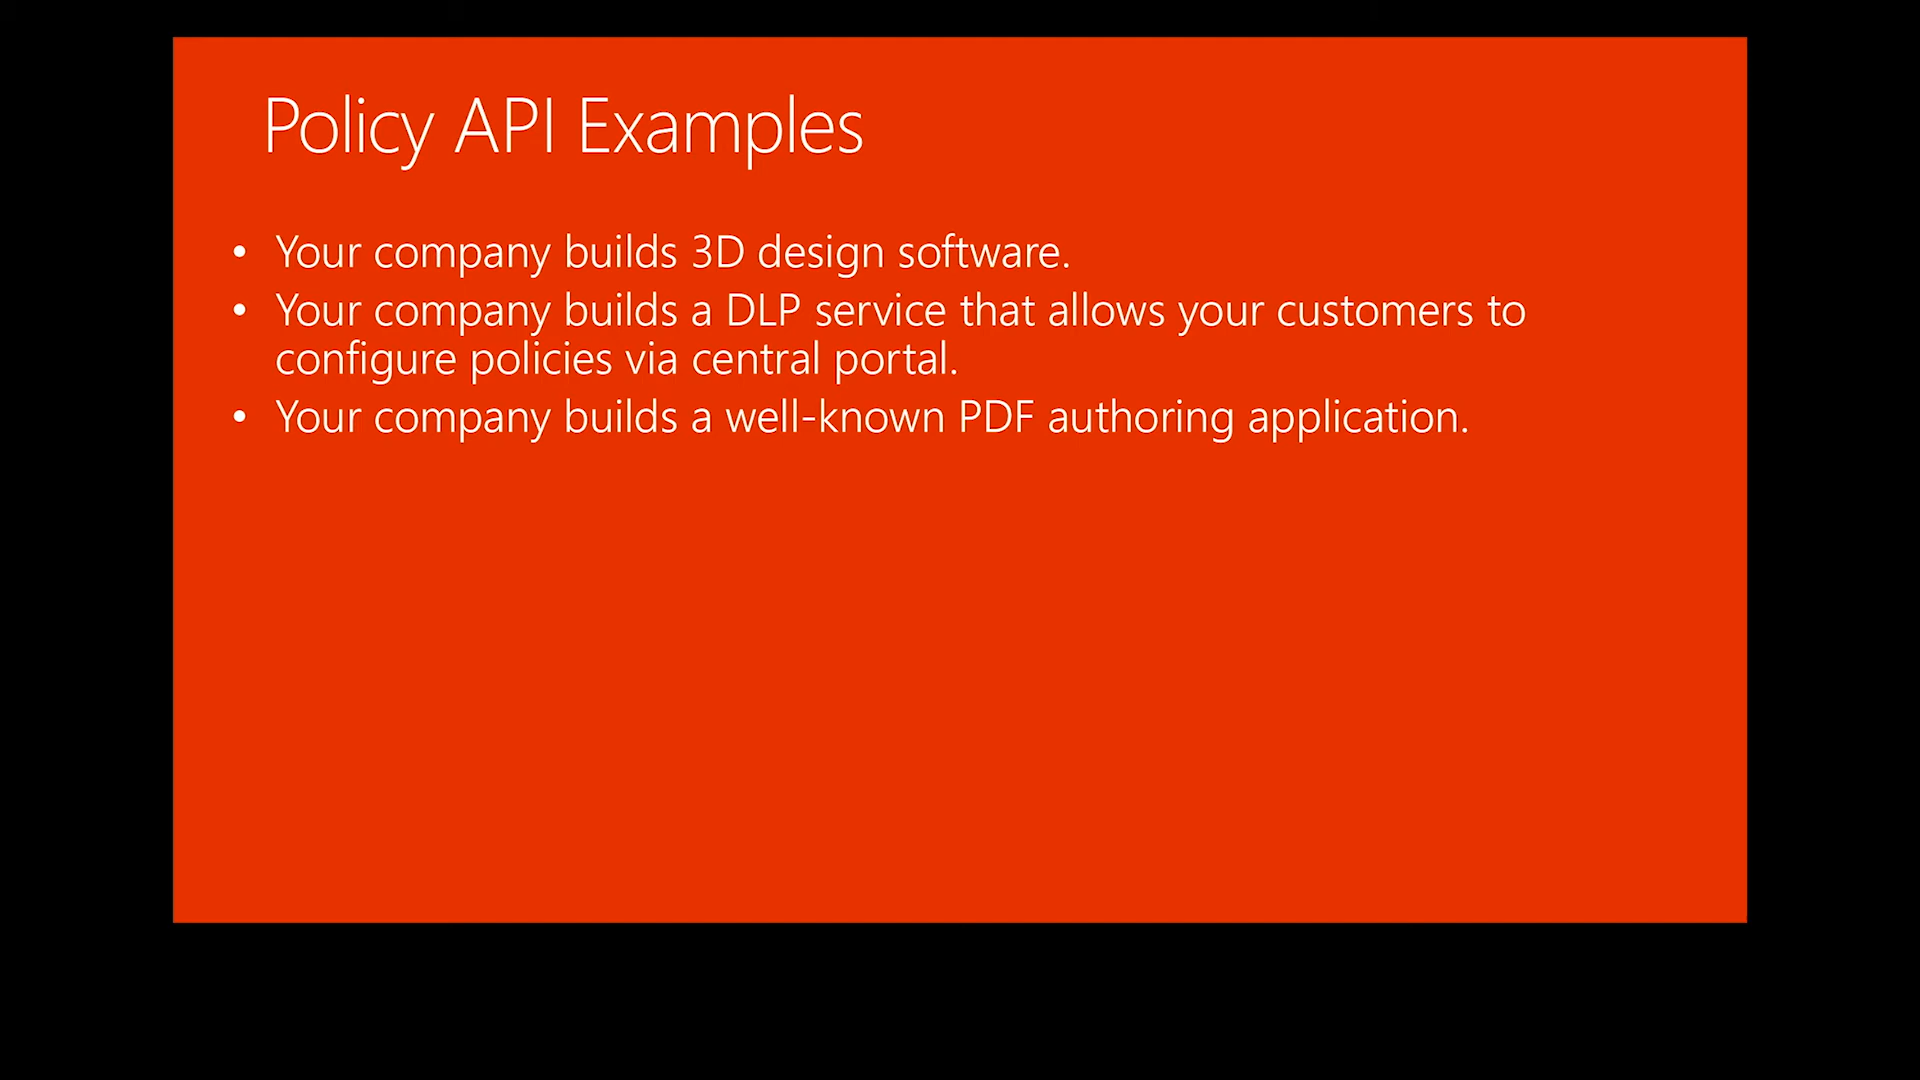 Policy API Examples
• Your company builds 3D design software.
• Your company builds a DLP service that allows your customers to
configure policies via central portal.
• Your company builds a well-known PDF authoring application.